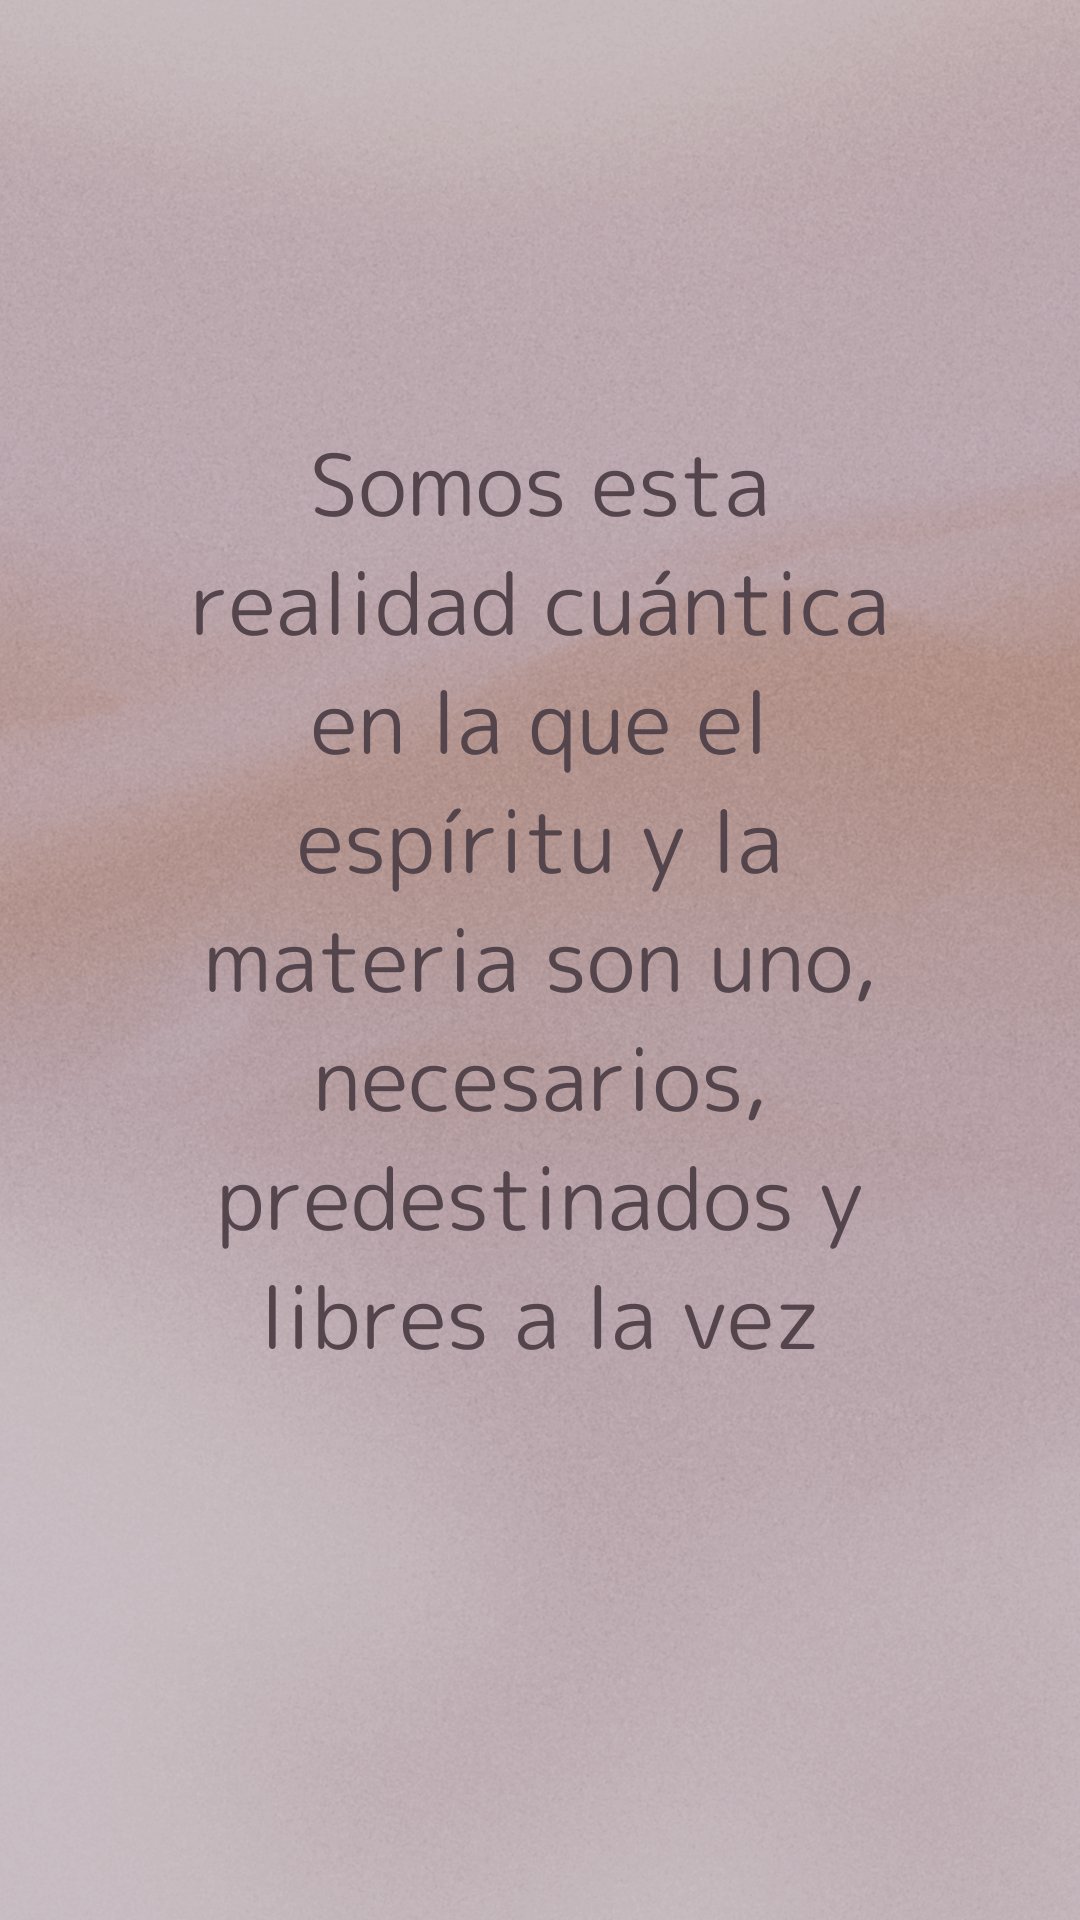 Somos esta
realidad cuántica
en la que el
espíritu y la
materia son uno,
necesarios,
predestinados y
libres a la vez